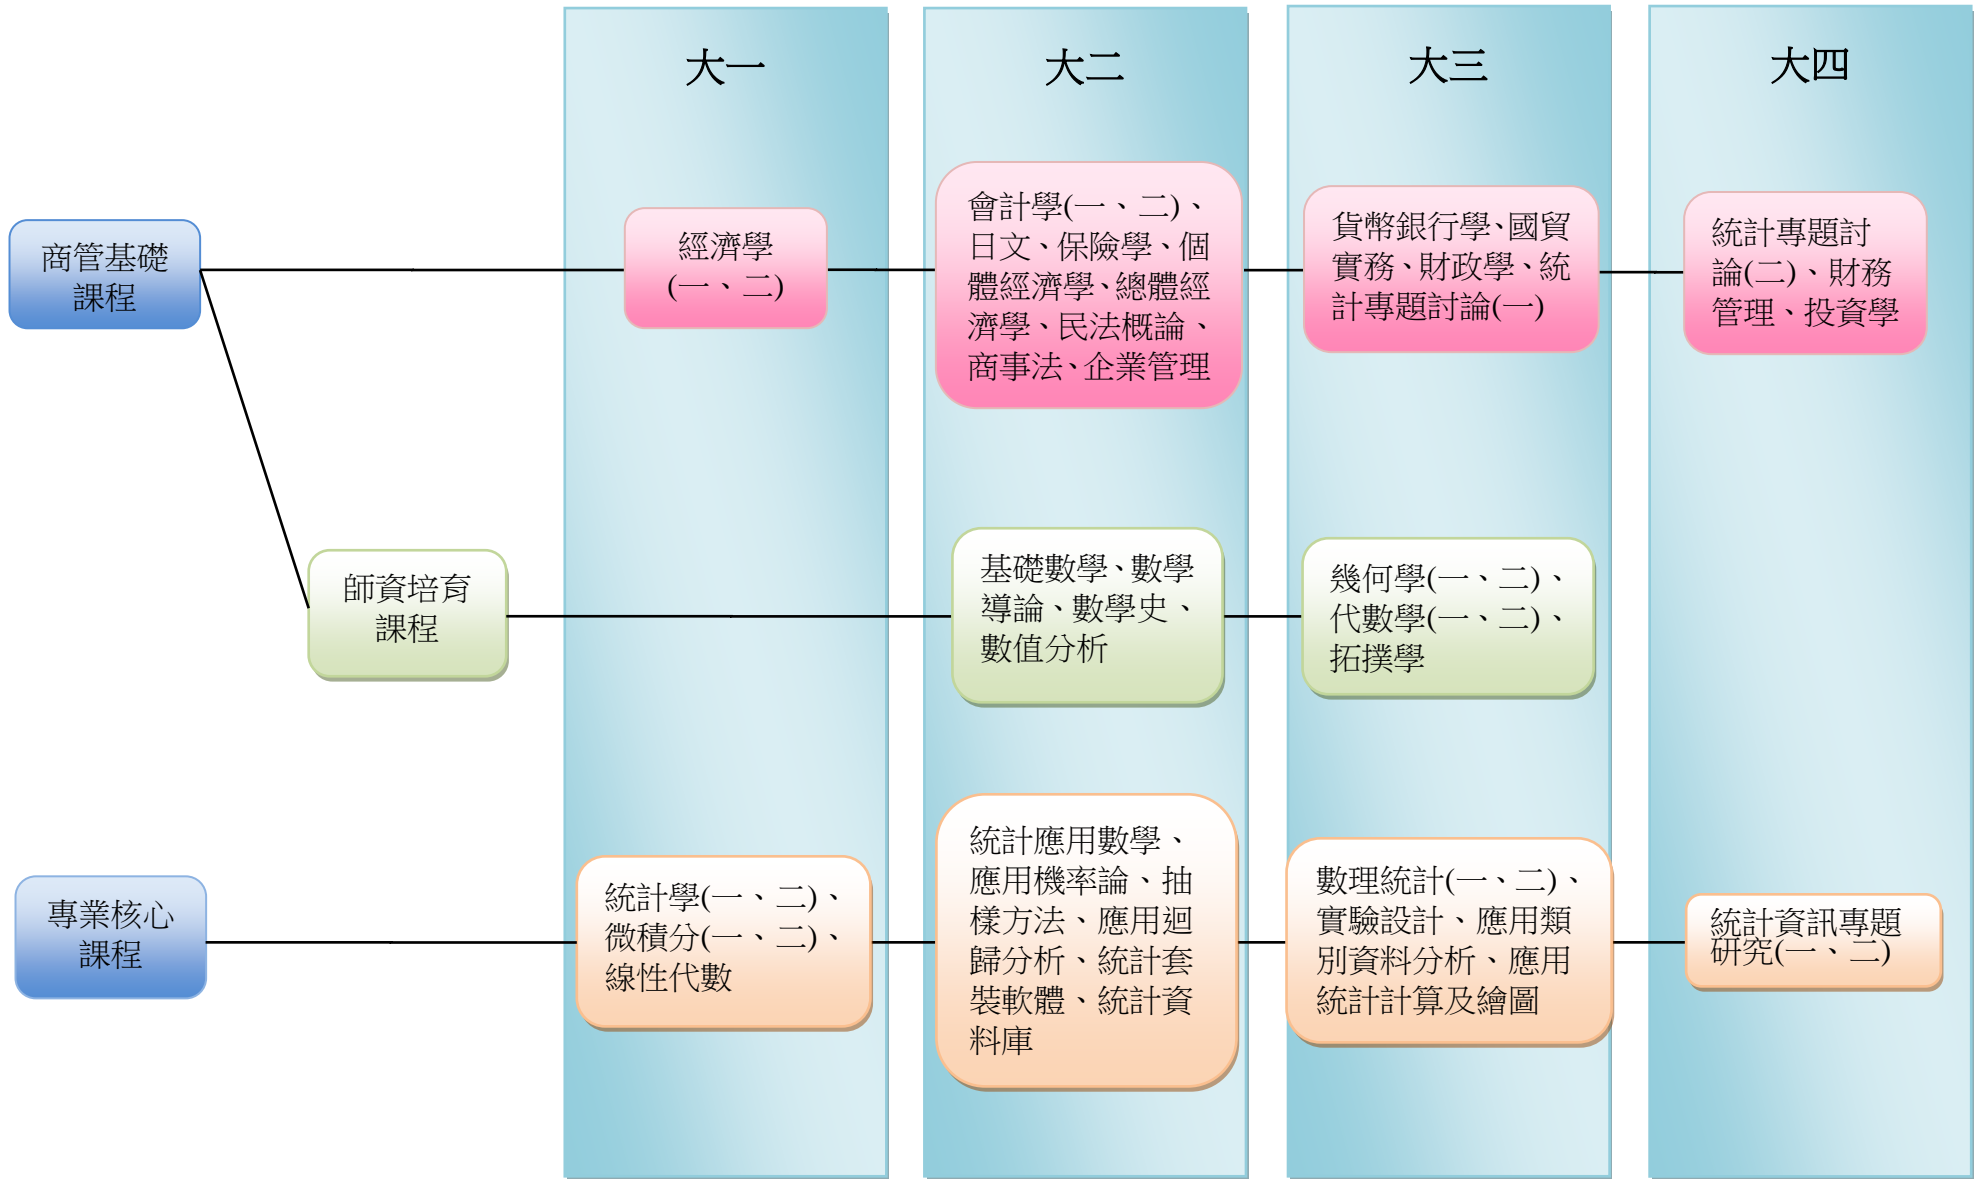 大一
大二
大三
大四
商管基礎
課程
經濟學
(一、二)
會計學(一、二)、
日文、保險學、個
體經濟學、總體經
濟學、民法概論、
商事法、企業管理
貨幣銀行學、國貿
實務、財政學、統
計專題討論(一)
統計專題討
論(二)、財務
管理、投資學
師資培育
課程
基礎數學、數學
導論、數學史、
數值分析
幾何學(一、二)、
代數學(一、二)、
拓撲學
專業核心
課程
統計學(一、二)、
微積分(一、二)、
線性代數
統計應用數學、
應用機率論、抽
樣方法、應用迴
歸分析、統計套
裝軟體、統計資
料庫
數理統計(一、二)、
實驗設計、應用類
別資料分析、應用
統計計算及繪圖
統計資訊專題
研究(一、二)